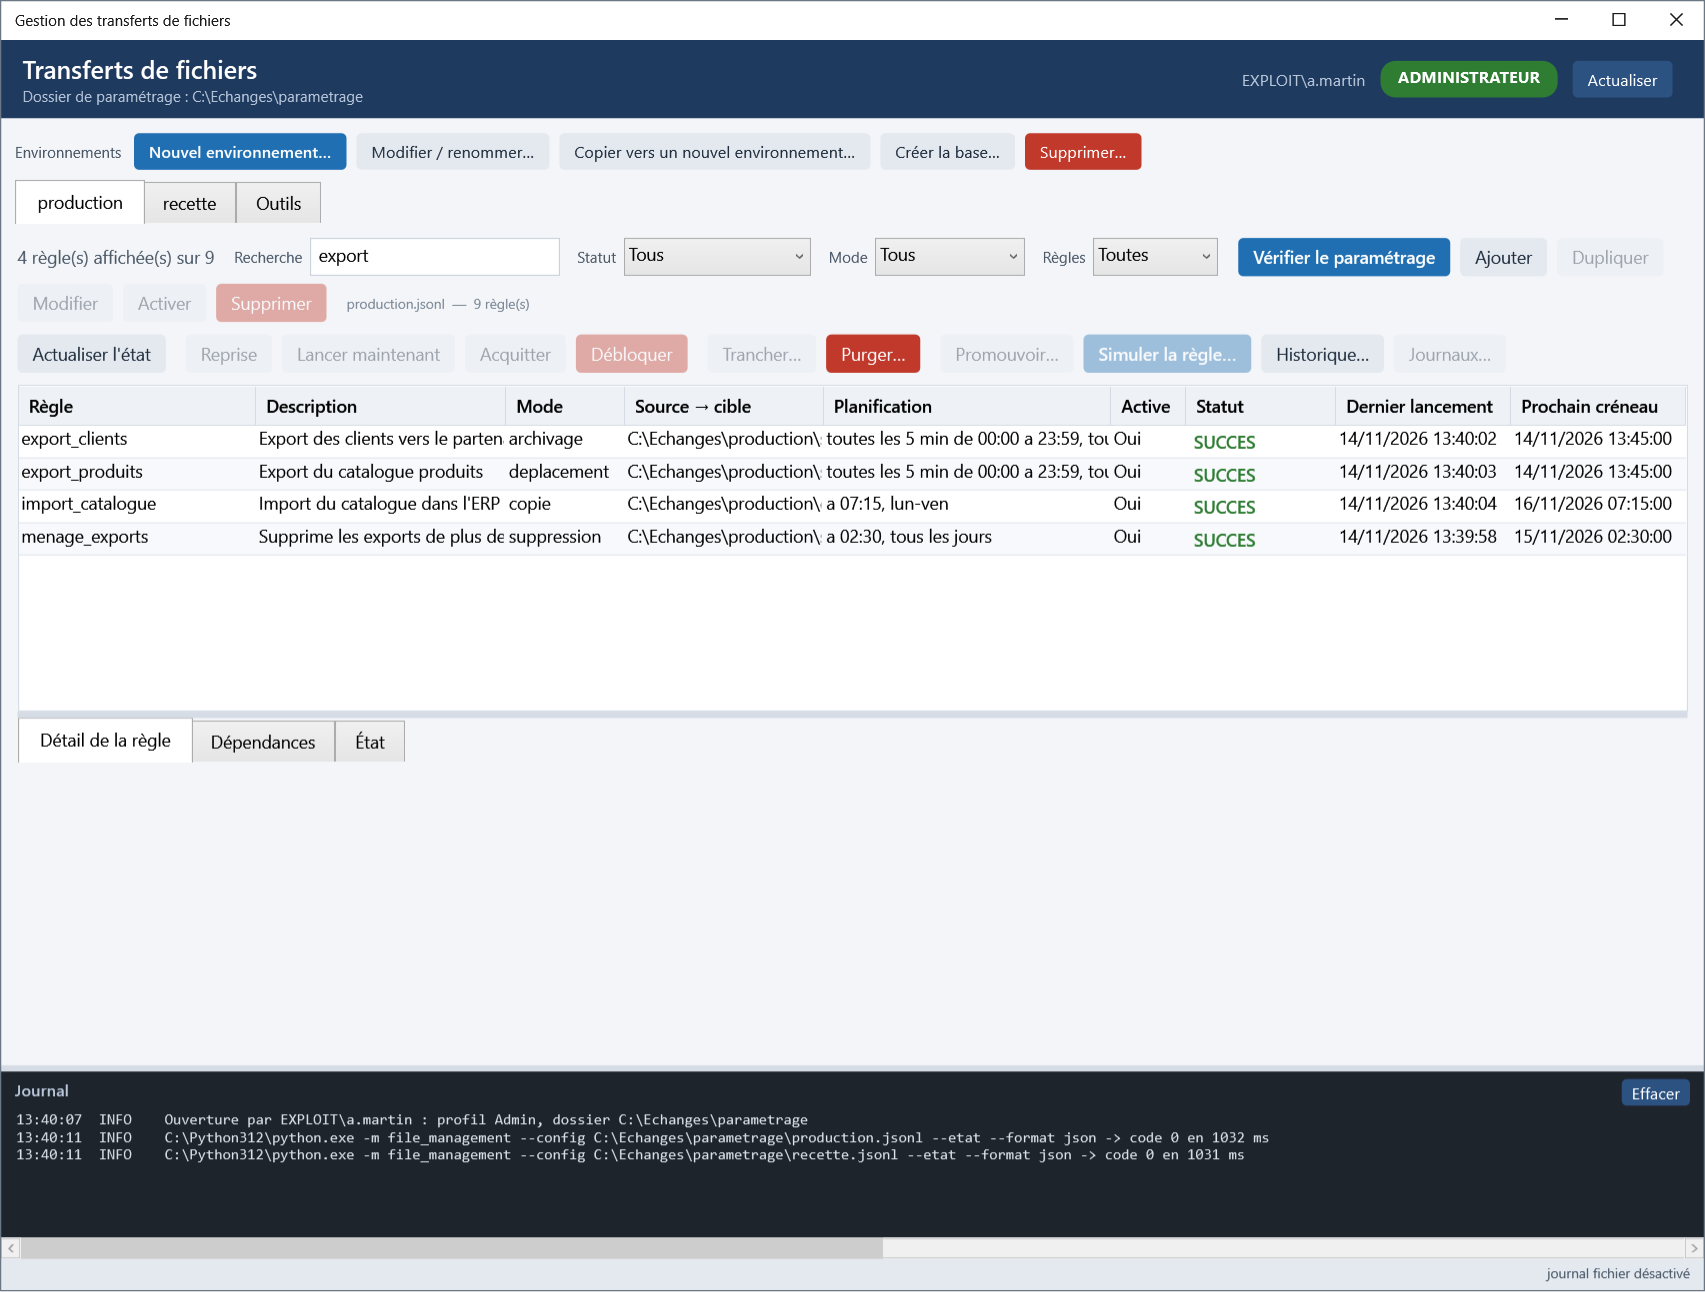 Gestion des transferts de fichiers
Transferts de fichiers
Dossier de paramétrage : C:\Echanges\parametrage
EXPLOIT\a.martin ADMINISTRATEUR Actualiser
Environnements Nouvel environnement... Modifier / renommer... Copier vers un nouvel environnement... Créer la base... Supprimer...
production recette Outils
4 règle(s) affichée(s) sur 9 Recherche export Statut Tous Mode Tous Règles Toutes Vérifier le paramétrage Ajouter Dupliquer
Modifier Activer Supprimer production.jsonl — 9 règle(s)
Actualiser l'état Reprise Lancer maintenant Acquitter Débloquer Trancher... Purger... Promouvoir... Simuler la règle... Historique... Journaux...
Règle Description Mode Source → cible Planification Active Statut Dernier lancement Prochain créneau
export_clients Export des clients vers le parten archivage C:\Echanges\production\ toutes les 5 min de 00:00 a 23:59, tou Oui SUCCES 14/11/2026 13:40:02 14/11/2026 13:45:00
export_produits Export du catalogue produits deplacement C:\Echanges\production\ toutes les 5 min de 00:00 a 23:59, tou Oui SUCCES 14/11/2026 13:40:03 14/11/2026 13:45:00
import_catalogue Import du catalogue dans l'ERP copie C:\Echanges\production\ a 07:15, lun-ven Oui SUCCES 14/11/2026 13:40:04 16/11/2026 07:15:00
menage_exports Supprime les exports de plus de suppression C:\Echanges\production\ a 02:30, tous les jours Oui SUCCES 14/11/2026 13:39:58 15/11/2026 02:30:00
Détail de la règle Dépendances État
Journal Effacer
13:40:07 INFO Ouverture par EXPLOIT\a.martin : profil Admin, dossier C:\Echanges\parametrage
13:40:11 INFO C:\Python312\python.exe -m file_management --config C:\Echanges\parametrage\production.jsonl --etat --format json -> code 0 en 1032 ms
13:40:11 INFO C:\Python312\python.exe -m file_management --config C:\Echanges\parametrage\recette.jsonl --etat --format json -> code 0 en 1031 ms
journal fichier désactivé